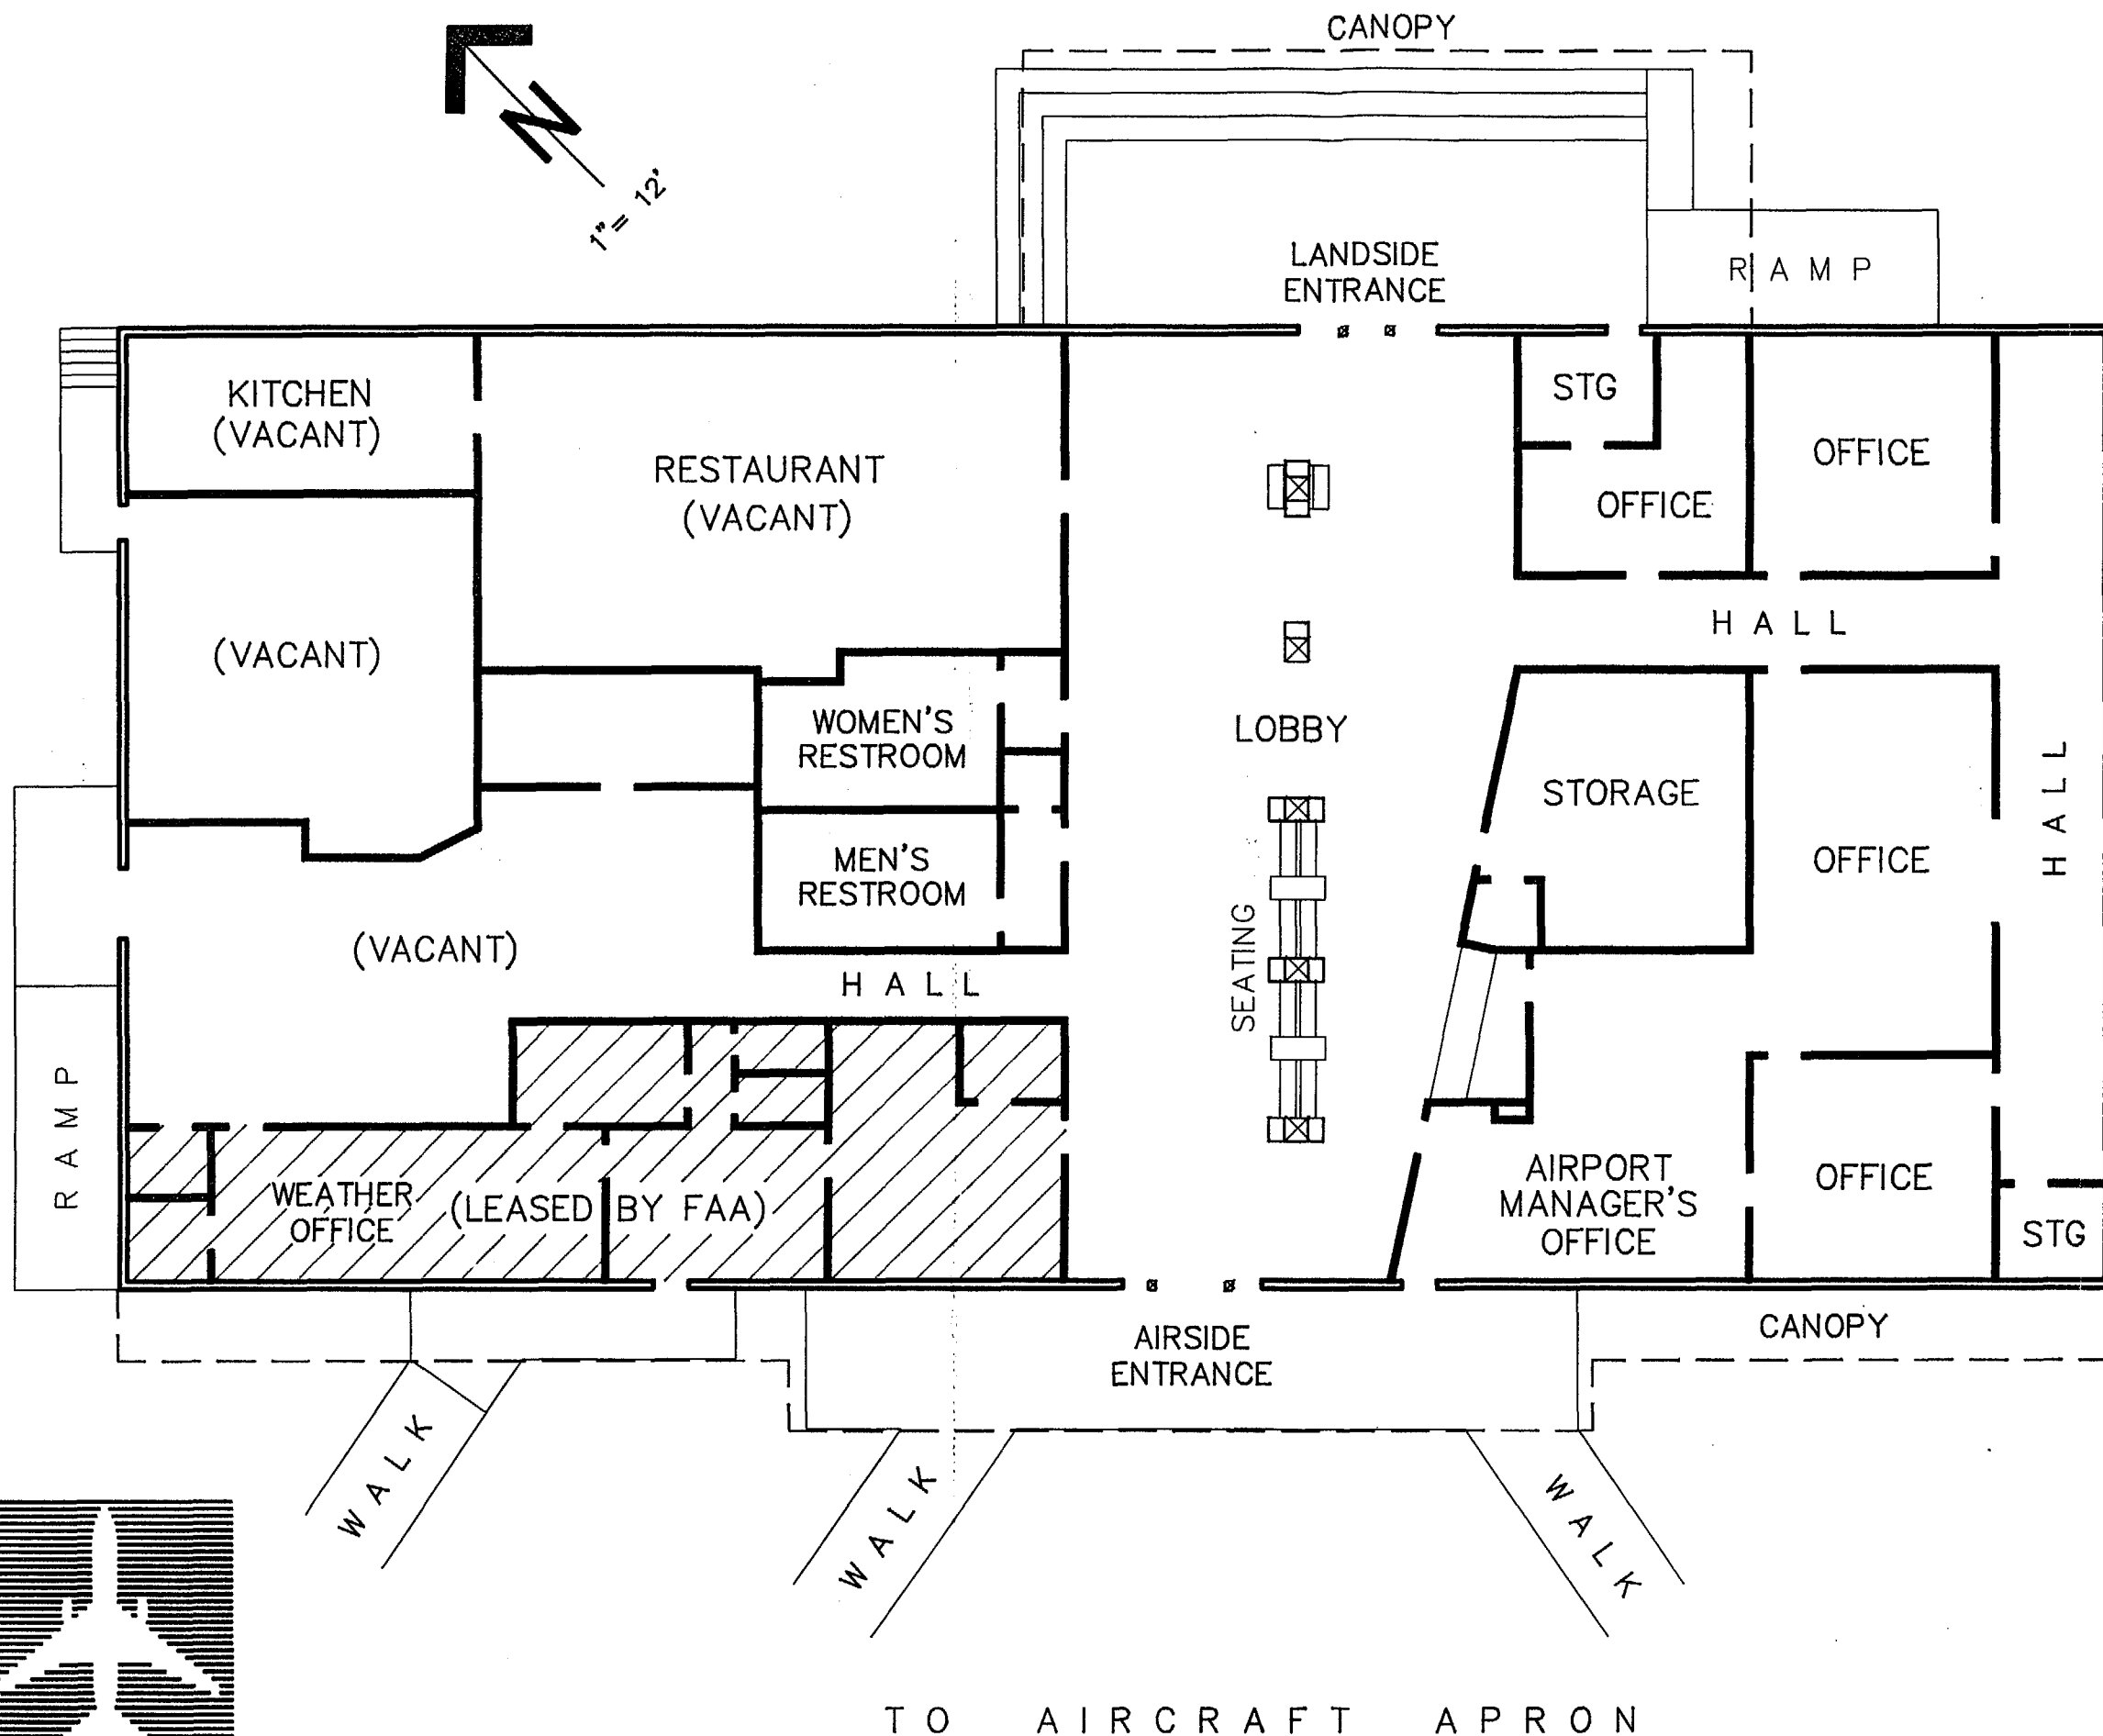 CANOPY
N
1"= 12'
LANDSIDE
ENTRANCE
RAMP
KITCHEN
(VACANT)
STG
OFFICE
RESTAURANT
(VACANT)
OFFICE
HALL
(VACANT)
WOMEN'S
RESTROOM
LOBBY
STORAGE
HALL
MEN'S
RESTROOM
OFFICE
(VACANT)
SEATING
HALL
RAMP
WEATHER
OFFICE
(LEASED BY FAA)
AIRPORT
MANAGER'S
OFFICE
OFFICE
STG
AIRSIDE
ENTRANCE
CANOPY
WALK
WALK
WALK
TO AIRCRAFT APRON